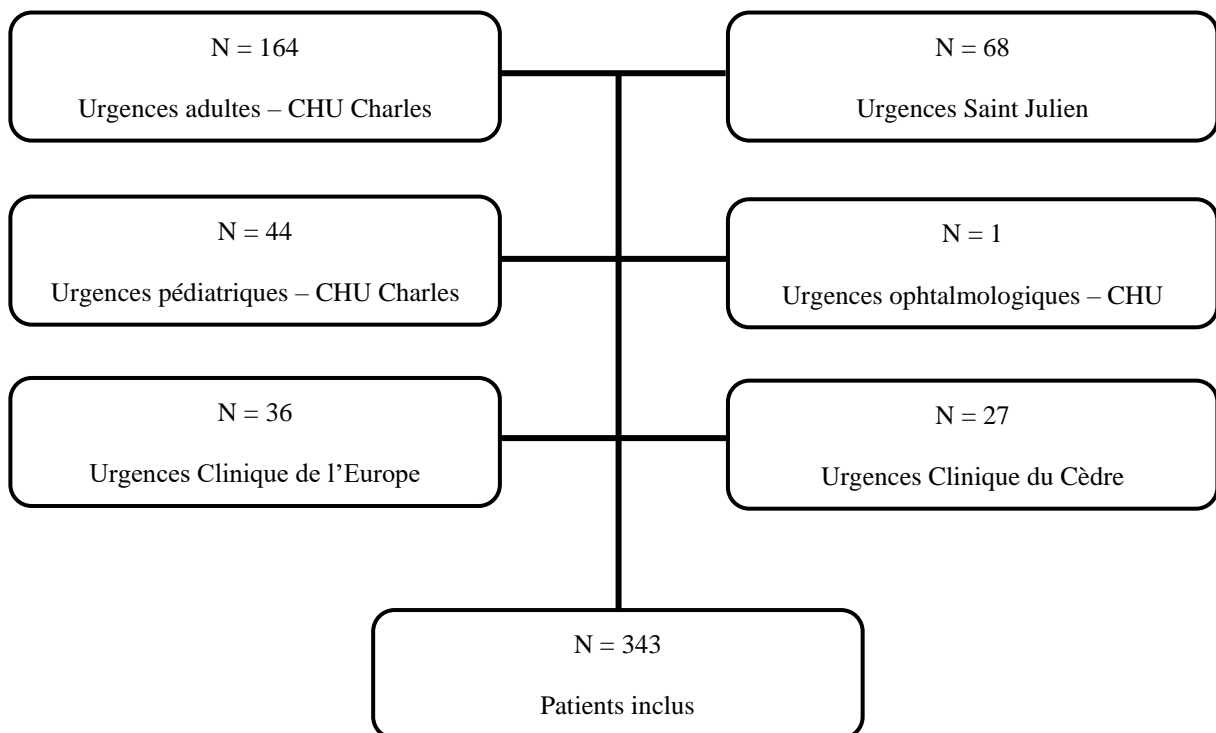 N = 164
Urgences adultes – CHU Charles
N = 68
Urgences Saint Julien
N = 44
Urgences pédiatriques – CHU Charles
N = 1
Urgences ophtalmologiques – CHU
N = 36
Urgences Clinique de l’Europe
N = 27
Urgences Clinique du Cèdre
N = 343
Patients inclus